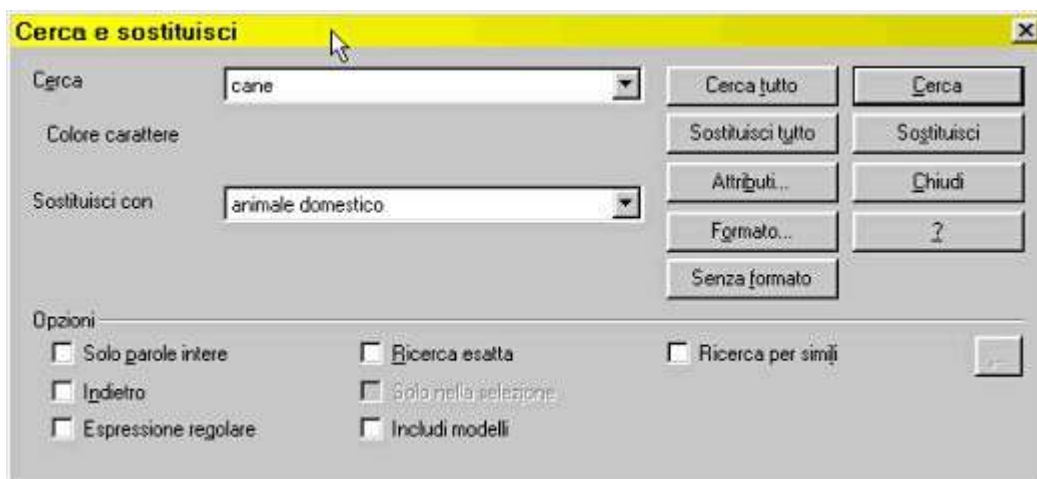 Cerca e sostituisci
Cerca
cane
Cerca tutto
Cerca
Colore carattere
Sostituisci tutto
Sostituisci
Attributi...
Chiudi
Sostituisci con
animale domestico
Formato...
?
Senza formato
Opzioni
Solo parole intere
Ricerca esatta
Ricerca per simili
...
Indietro
Solo nella selezione
Espressione regolare
Includi modelli